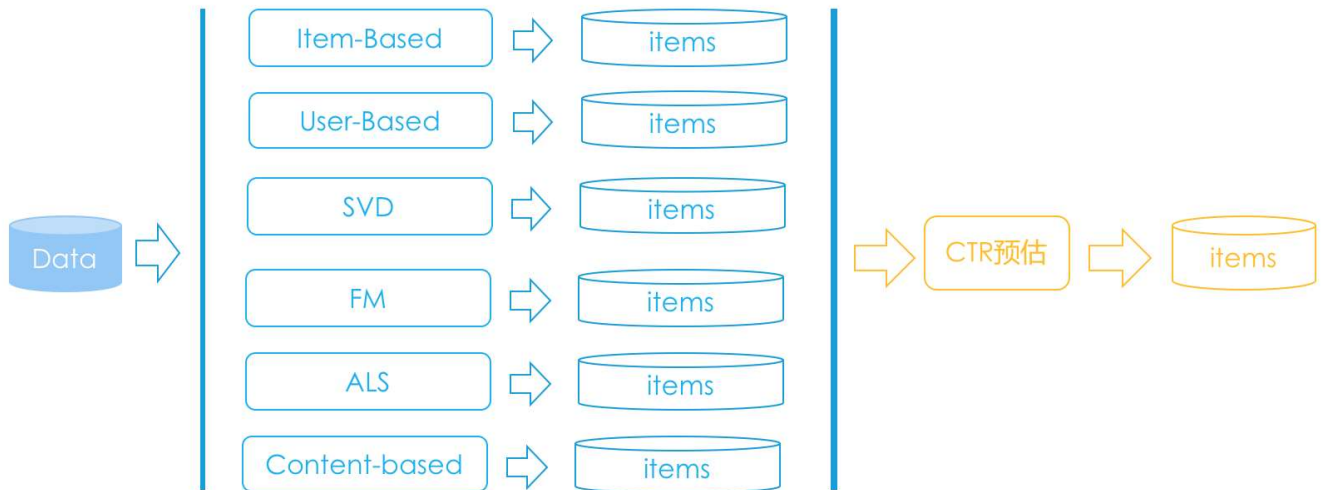 Item-Based
items
User-Based
items
SVD
items
Data
CTR预估
items
FM
items
ALS
items
Content-based
items